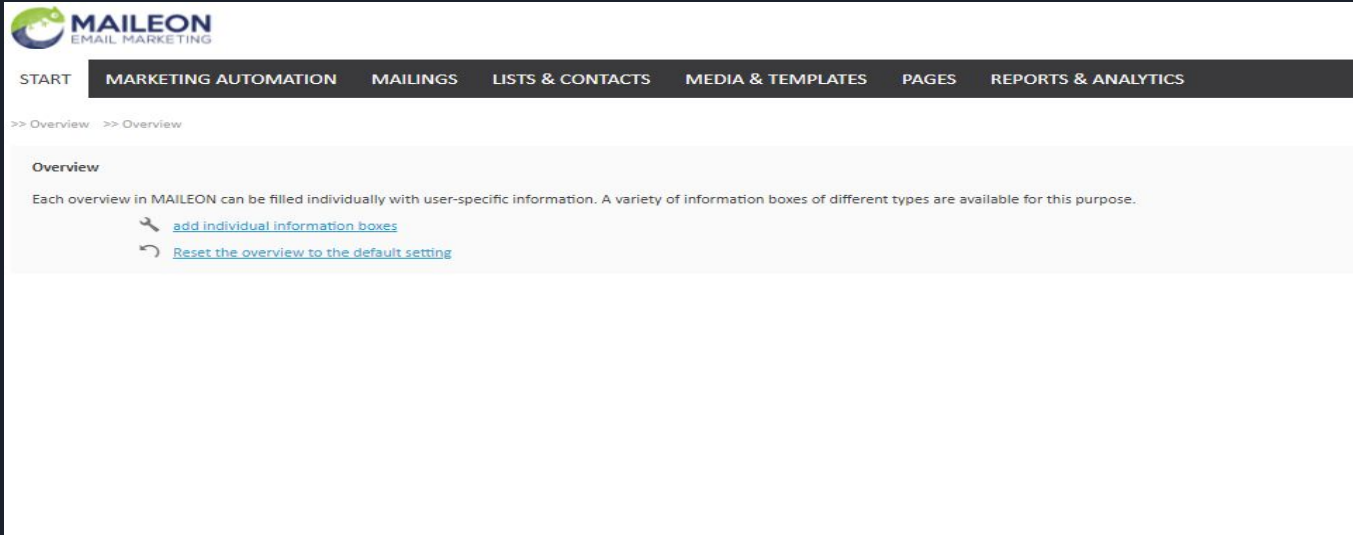 MAILEON
EMAIL MARKETING
START MARKETING AUTOMATION MAILINGS LISTS & CONTACTS MEDIA & TEMPLATES PAGES REPORTS & ANALYTICS
>> Overview >> Overview
Overview
Each overview in MAILEON can be filled individually with user-specific information. A variety of information boxes of different types are available for this purpose.
add individual information boxes
Reset the overview to the default setting